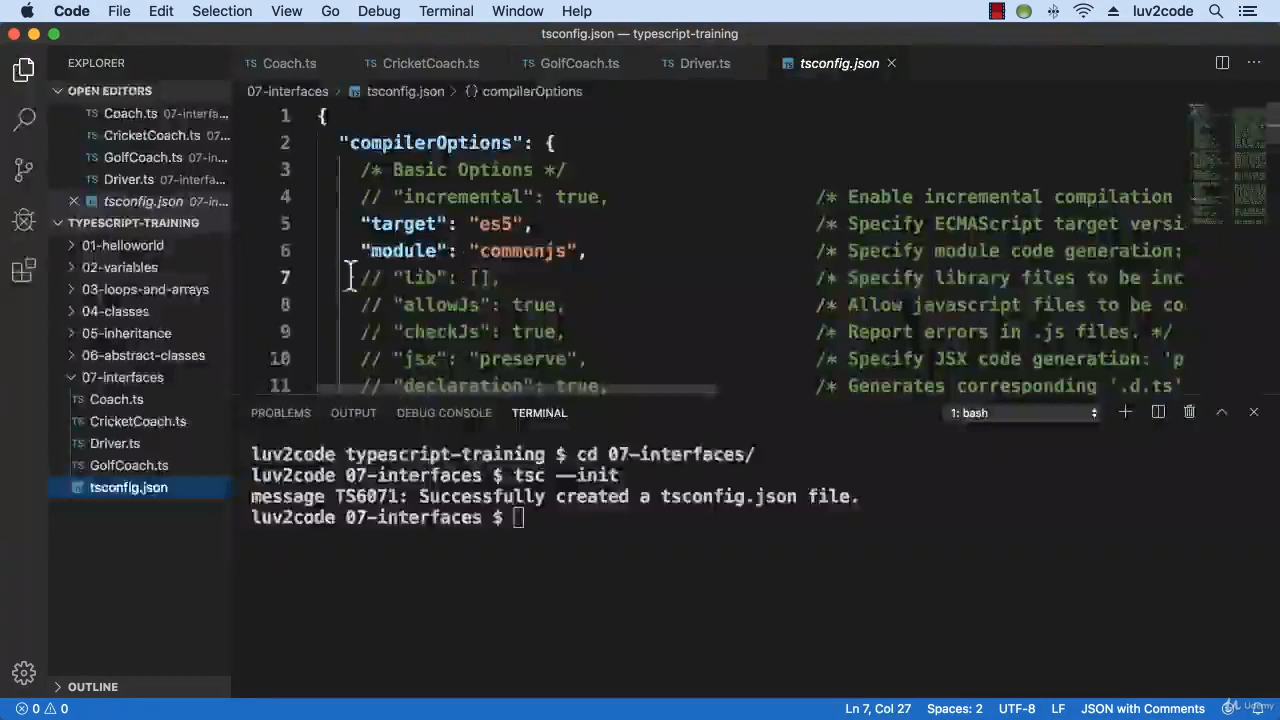 Code File Edit Selection View Go Debug Terminal Window Help luv2code
tsconfig.json — typescript-training
EXPLORER
OPEN EDITORS
Coach.ts 07-interfa...
CricketCoach.ts 07...
GolfCoach.ts 07-in...
Driver.ts 07-interfa...
tsconfig.json 07-in...
TYPESCRIPT-TRAINING
01-helloworld
02-variables
03-loops-and-arrays
04-classes
05-inheritance
06-abstract-classes
07-interfaces
Coach.ts
CricketCoach.ts
Driver.ts
GolfCoach.ts
tsconfig.json
OUTLINE
TS Coach.ts TS CricketCoach.ts TS GolfCoach.ts TS Driver.ts tsconfig.json
07-interfaces > tsconfig.json > {} compilerOptions
1 {
2 "compilerOptions": {
3 /* Basic Options */
4 // "incremental": true, /* Enable incremental compilation
5 "target": "es5", /* Specify ECMAScript target versi
6 "module": "commonjs", /* Specify module code generation:
7 // "lib": [], /* Specify library files to be inc
8 // "allowJs": true, /* Allow javascript files to be co
9 // "checkJs": true, /* Report errors in .js files. */
10 // "jsx": "preserve", /* Specify JSX code generation: 'p
11 // "declaration": true, /* Generates corresponding '.d.ts'
PROBLEMS OUTPUT DEBUG CONSOLE TERMINAL 1: bash
luv2code typescript-training $ cd 07-interfaces/
luv2code 07-interfaces $ tsc --init
message TS6071: Successfully created a tsconfig.json file.
luv2code 07-interfaces $
0 0 Ln 7, Col 27 Spaces: 2 UTF-8 LF JSON with Comments
Udemy